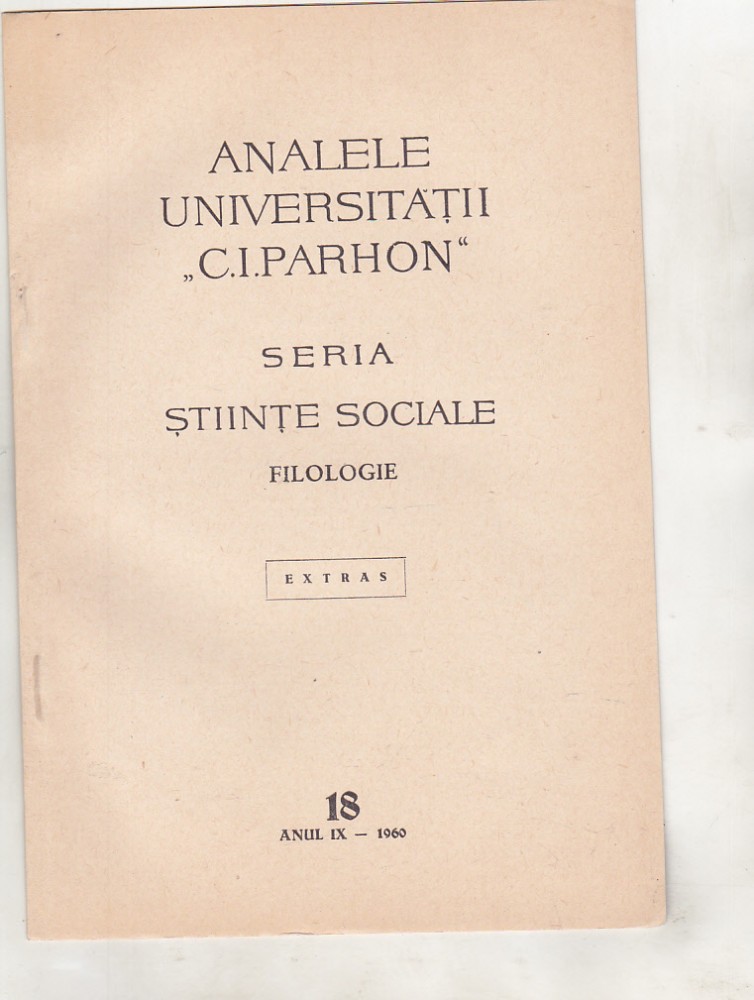 ANALELE
UNIVERSITĂȚII
„C.I.PARHON“
SERIA
ȘTIINȚE SOCIALE
FILOLOGIE
EXTRAS
18
ANUL IX — 1960